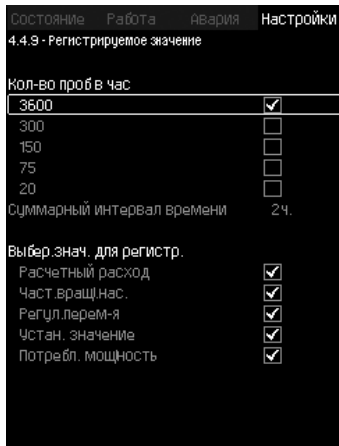 Состояние Работа Авария Настройки
4.4.9 - Регистрируемое значение
Кол-во проб в час
3600
300
150
75
20
Суммарный интервал времени 2ч.
Выбер.знач. для регистр.
Расчетный расход
Част.вращ.нас.
Регул.перем-я
Устан. значение
Потребл. мощность